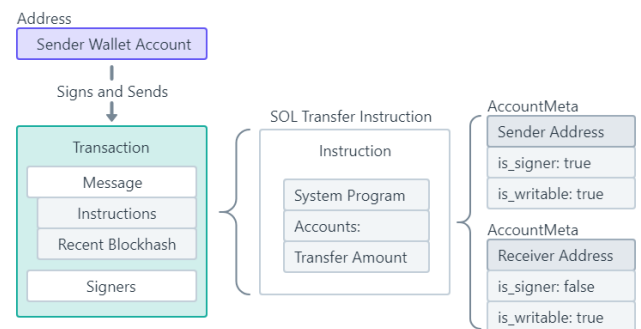 Address
Sender Wallet Account
Signs and Sends
Transaction
Message
Instructions
Recent Blockhash
Signers
SOL Transfer Instruction
Instruction
System Program
Accounts:
Transfer Amount
AccountMeta
Sender Address
is_signer: true
is_writable: true
AccountMeta
Receiver Address
is_signer: false
is_writable: true